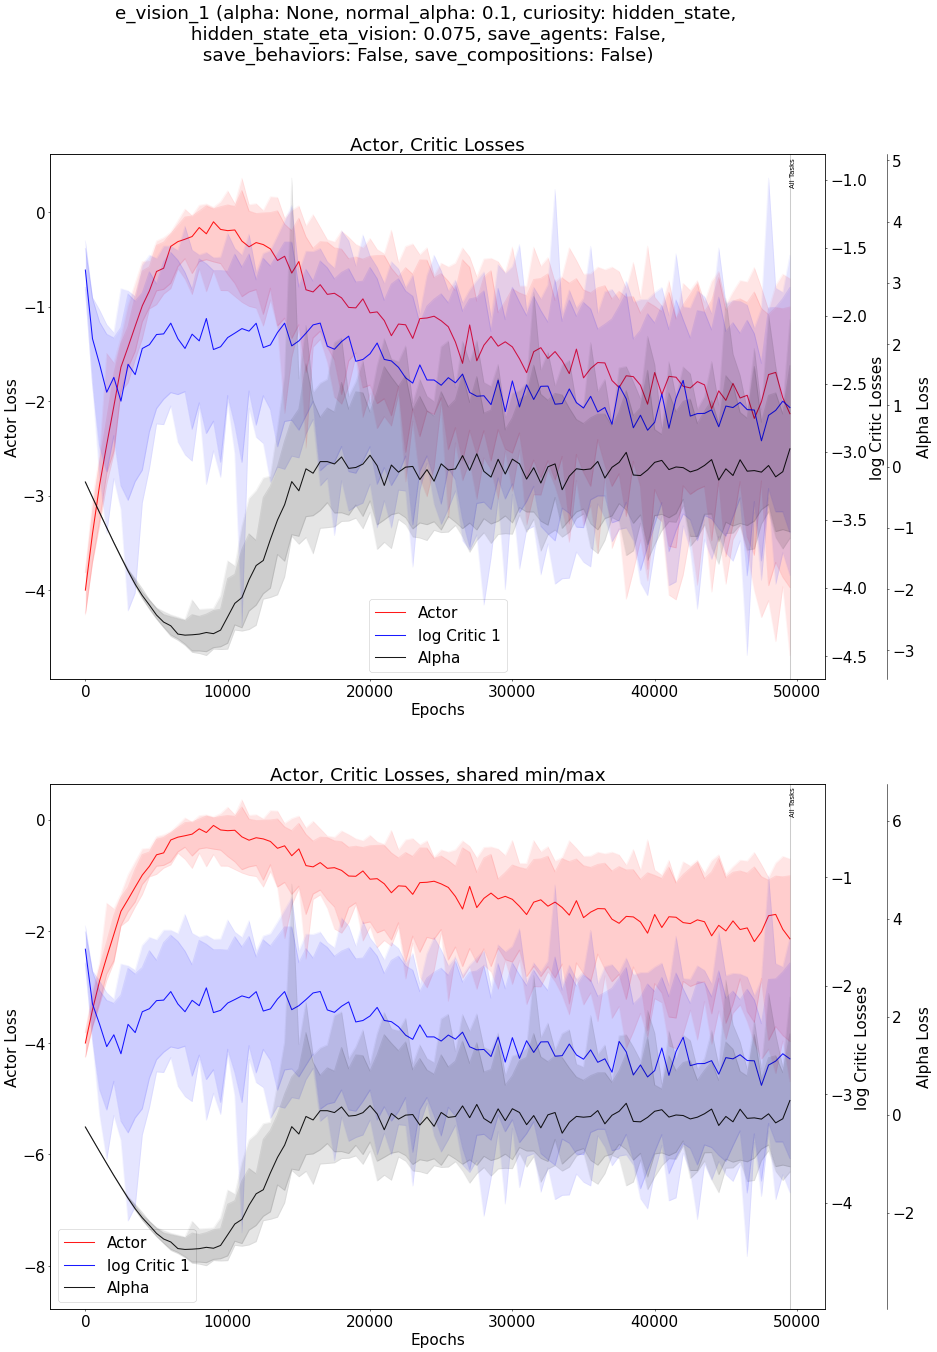 e_vision_1 (alpha: None, normal_alpha: 0.1, curiosity: hidden_state,
hidden_state_eta_vision: 0.075, save_agents: False,
save_behaviors: False, save_compositions: False)
Actor, Critic Losses
Actor Loss
0
−1
−2
−3
−4
0
10000
20000
30000
40000
50000
Epochs
−1.0
−1.5
−2.0
−2.5
−3.0
−3.5
−4.0
−4.5
log Critic Losses
5
4
3
2
1
0
−1
−2
−3
Alpha Loss
All Tasks
Actor
log Critic 1
Alpha
Actor, Critic Losses, shared min/max
Actor Loss
0
−2
−4
−6
−8
0
10000
20000
30000
40000
50000
Epochs
−1
−2
−3
−4
log Critic Losses
6
4
2
0
−2
Alpha Loss
All Tasks
Actor
log Critic 1
Alpha